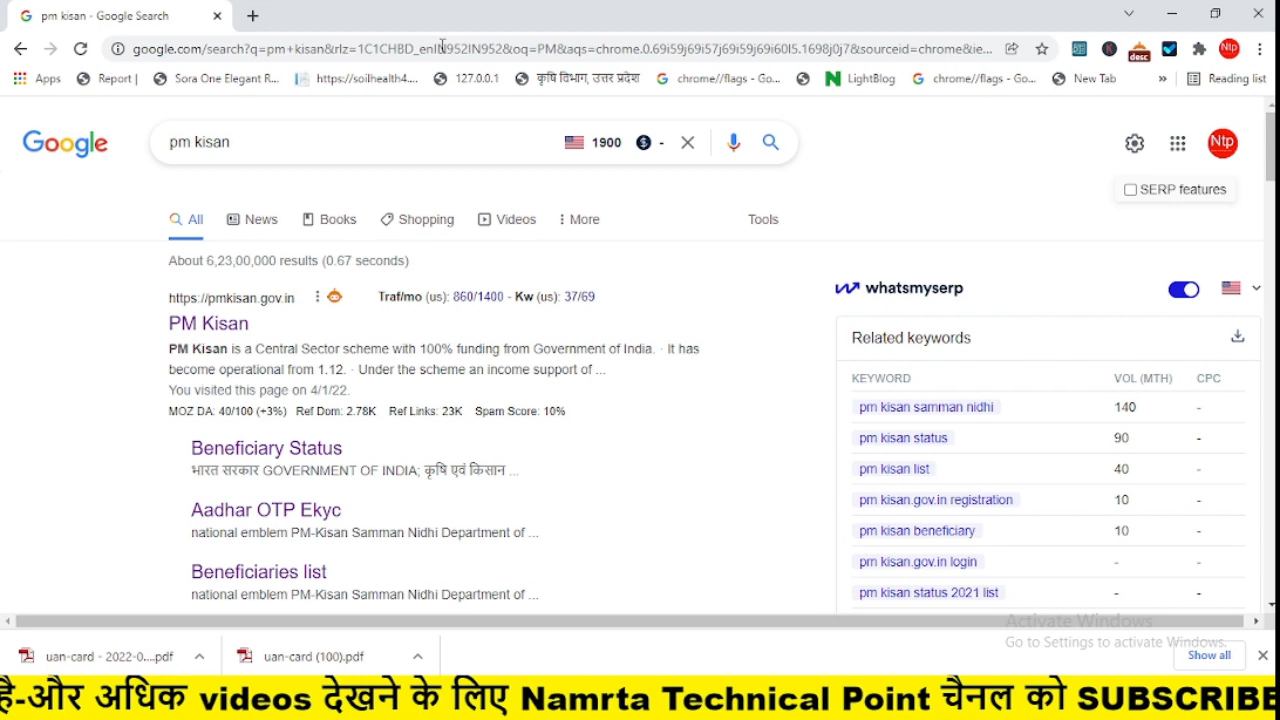 pm kisan - Google Search
google.com/search?q=pm+kisan&rlz=1C1CHBD_enIN952IN952&oq=PM&aqs=chrome.0.69i59j69i57j69i59j69i60l5.1698j0j7&sourceid=chrome&ie...
desc
Ntp
Apps
Report |
Sora One Elegant R...
https://soilhealth4....
127.0.0.1
कृषि विभाग, उत्तर प्रदेश
chrome//flags - Go...
LightBlog
chrome//flags - Go...
New Tab
»
Reading list
Google
pm kisan
1900
-
Ntp
SERP features
All
News
Books
Shopping
Videos
More
Tools
About 6,23,00,000 results (0.67 seconds)
https://pmkisan.gov.in
Traf/mo (us): 860/1400 - Kw (us): 37/69
PM Kisan
PM Kisan is a Central Sector scheme with 100% funding from Government of India. · It has
become operational from 1.12. · Under the scheme an income support of ...
You visited this page on 4/1/22.
MOZ DA: 40/100 (+3%) Ref Dom: 2.78K Ref Links: 23K Spam Score: 10%
Beneficiary Status
भारत सरकार GOVERNMENT OF INDIA; कृषि एवं किसान ...
Aadhar OTP Ekyc
national emblem PM-Kisan Samman Nidhi Department of ...
Beneficiaries list
national emblem PM-Kisan Samman Nidhi Department of ...
whatsmyserp
Related keywords
KEYWORD VOL (MTH) CPC
pm kisan samman nidhi 140 -
pm kisan status 90 -
pm kisan list 40 -
pm kisan.gov.in registration 10 -
pm kisan beneficiary 10 -
pm kisan.gov.in login - -
pm kisan status 2021 list - -
Activate Windows
Go to Settings to activate Windows.
uan-card - 2022-0....pdf
uan-card (100).pdf
Show all
है-और अधिक videos देखने के लिए Namrta Technical Point चैनल को SUBSCRIBE